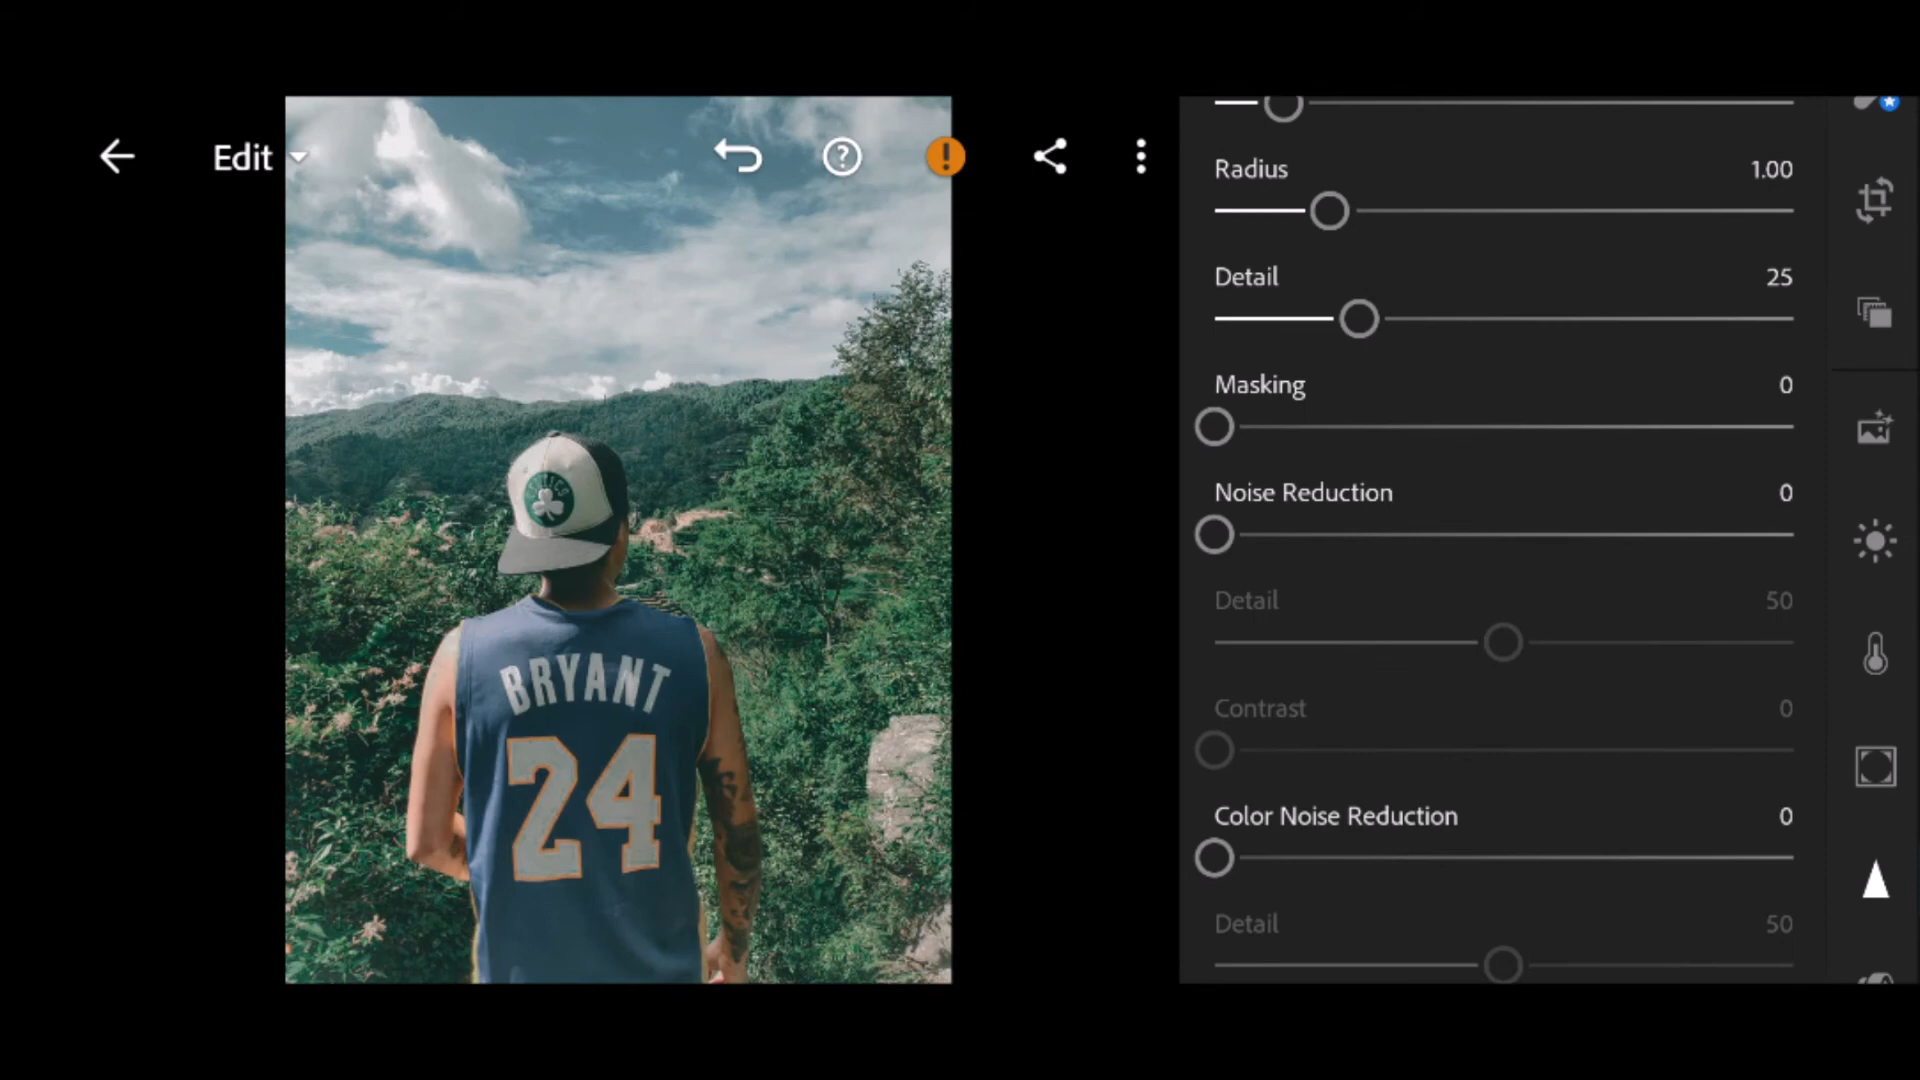 Edit
Radius 1.00
Detail 25
Masking 0
Noise Reduction 0
Detail 50
Contrast 0
Color Noise Reduction 0
Detail 50
BRYANT
24